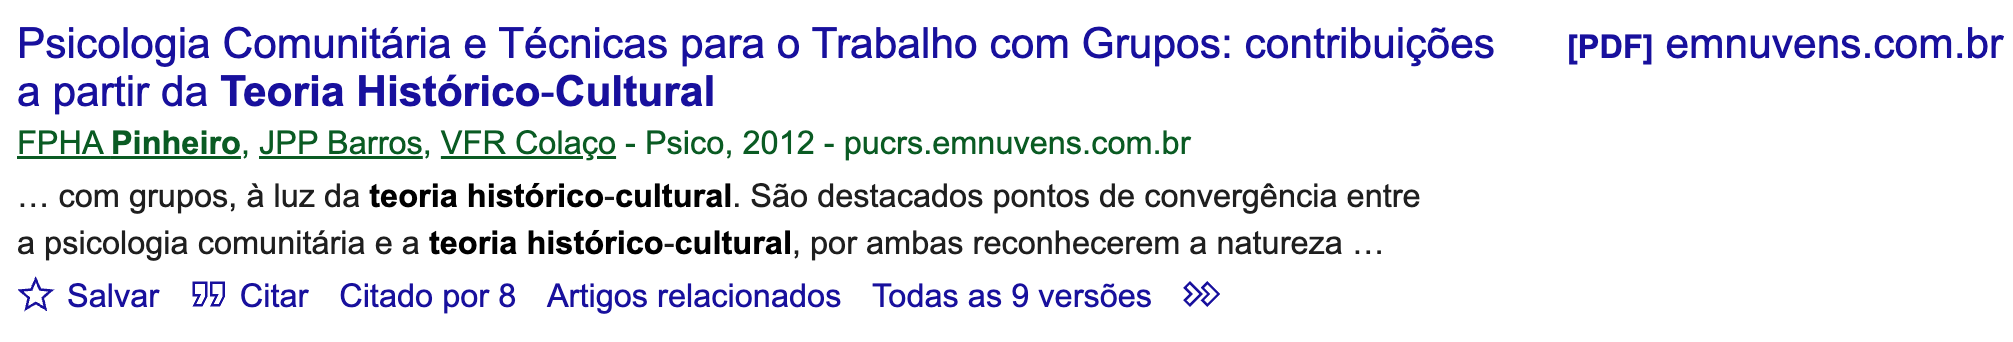 Psicologia Comunitária e Técnicas para o Trabalho com Grupos: contribuições
a partir da Teoria Histórico-Cultural
[PDF] emnuvens.com.br
FPHA Pinheiro, JPP Barros, VFR Colaço - Psico, 2012 - pucrs.emnuvens.com.br
… com grupos, à luz da teoria histórico-cultural. São destacados pontos de convergência entre
a psicologia comunitária e a teoria histórico-cultural, por ambas reconhecerem a natureza …
Salvar Citar Citado por 8 Artigos relacionados Todas as 9 versões